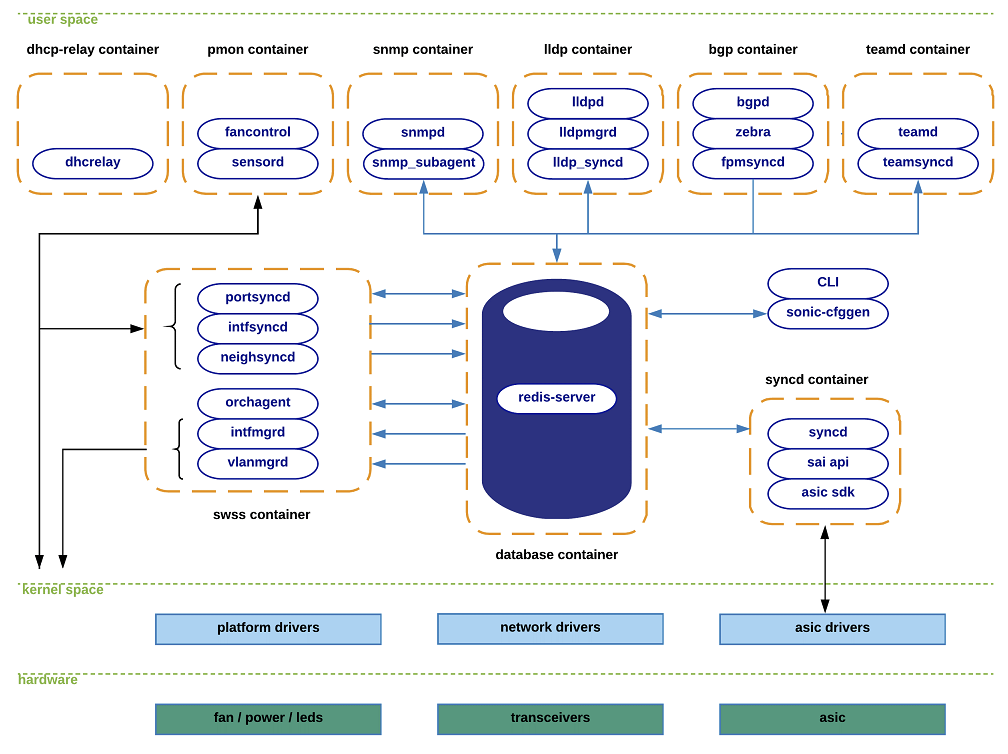 user space
dhcp-relay container
pmon container
snmp container
lldp container
bgp container
teamd container
dhcrelay
fancontrol
sensord
snmpd
snmp_subagent
lldpd
lldpmgrd
lldp_syncd
bgpd
zebra
fpmsyncd
teamd
teamsyncd
portsyncd
intfsyncd
neighsyncd
orchagent
intfmgrd
vlanmgrd
swss container
redis-server
database container
CLI
sonic-cfggen
syncd container
syncd
sai api
asic sdk
kernel space
platform drivers
network drivers
asic drivers
hardware
fan / power / leds
transceivers
asic